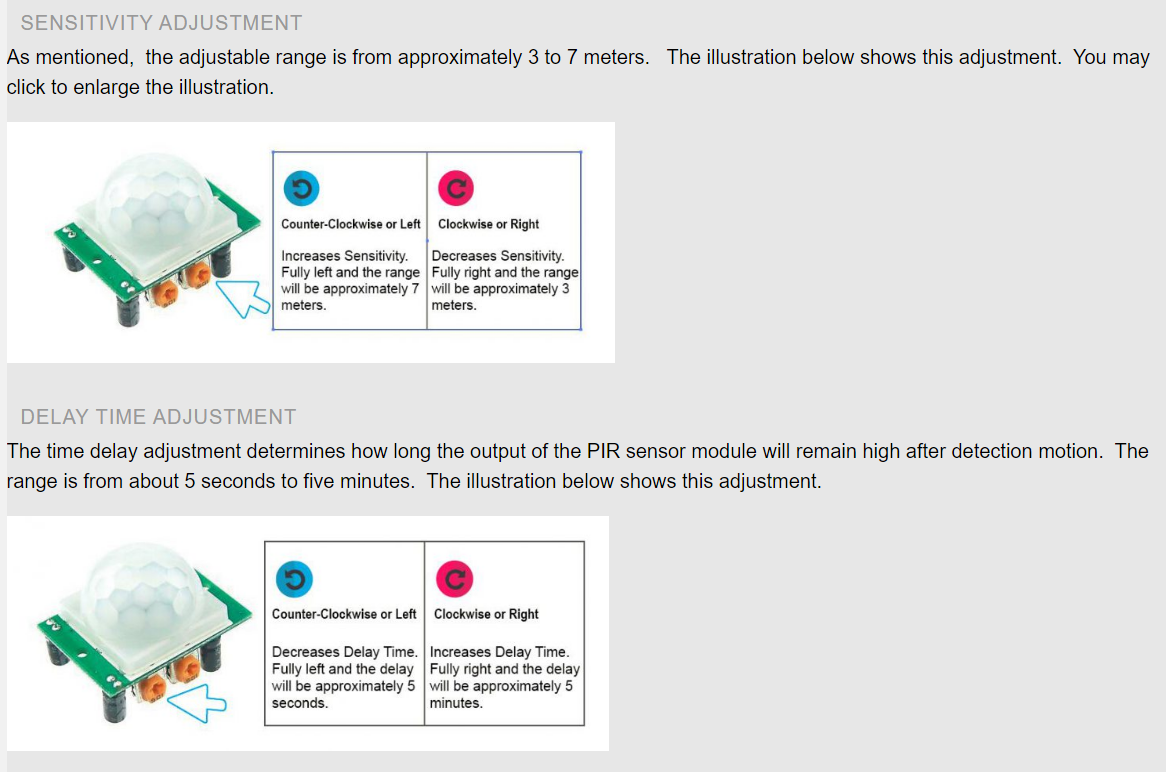 SENSITIVITY ADJUSTMENT
As mentioned,  the adjustable range is from approximately 3 to 7 meters.   The illustration below shows this adjustment.  You may
click to enlarge the illustration.
Counter-Clockwise or Left
Increases Sensitivity.
Fully left and the range
will be approximately 7
meters.
Clockwise or Right
Decreases Sensitivity.
Fully right and the range
will be approximately 3
meters.
DELAY TIME ADJUSTMENT
The time delay adjustment determines how long the output of the PIR sensor module will remain high after detection motion.  The
range is from about 5 seconds to five minutes.  The illustration below shows this adjustment.
Counter-Clockwise or Left
Decreases Delay Time.
Fully left and the delay
will be approximately 5
seconds.
Clockwise or Right
Increases Delay Time.
Fully right and the delay
will be approximately 5
minutes.